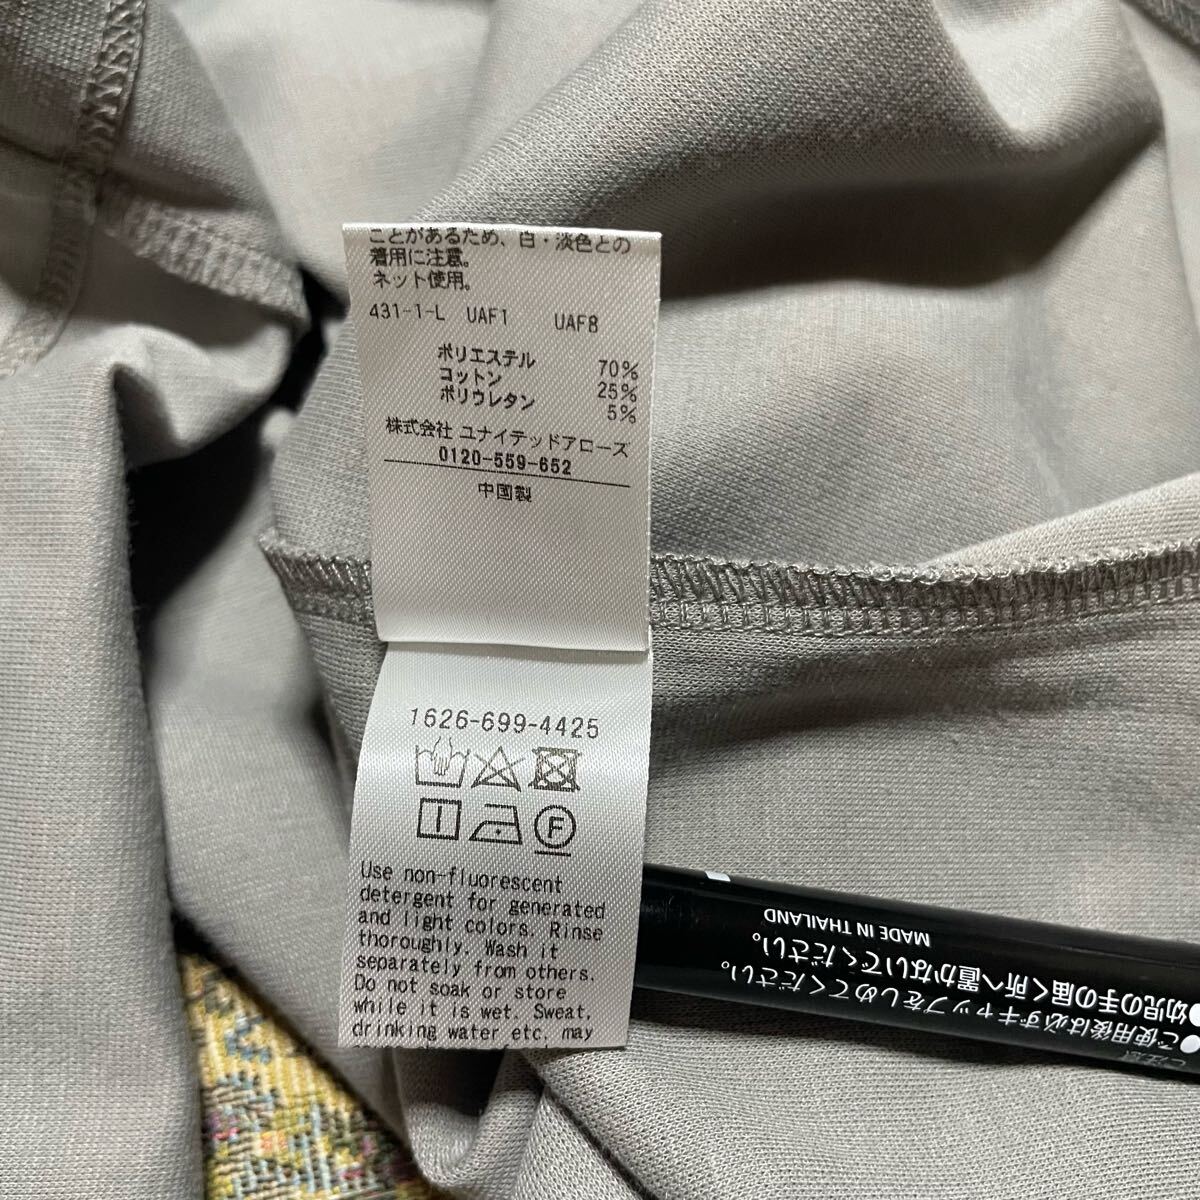 ことがあるため、白・淡色との
着用に注意。
ネット使用。
431-1-L UAF1 UAF8
ポリエステル 70%
コットン 25%
ポリウレタン 5%
株式会社 ユナイテッドアローズ
0120-559-652
中国製
1626-699-4425
F
Use non-fluorescent
detergent for generated
and light colors. Rinse
thoroughly. Wash it
separately from others.
Do not soak or store
while it is wet. Sweat,
drinking water etc, may
ご注意
●ご使用後は必ずキャップをしめてください。
●幼児の手の届く所へ置かないでください。
MADE IN THAILAND